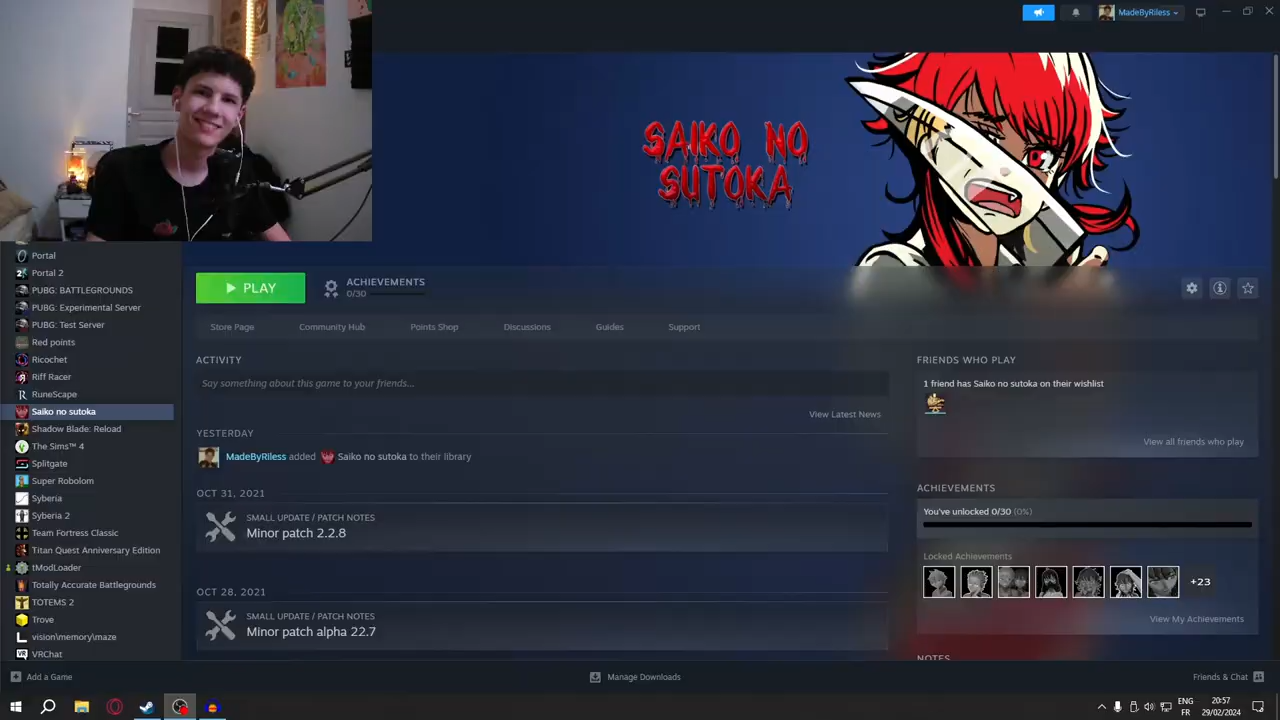 MadeByRiless
SAIKO NO
SUTOKA
Portal
Portal 2
PUBG: BATTLEGROUNDS
PUBG: Experimental Server
PUBG: Test Server
Red points
Ricochet
Riff Racer
RuneScape
Saiko no sutoka
Shadow Blade: Reload
The Sims™ 4
Splitgate
Super Robolom
Syberia
Syberia 2
Team Fortress Classic
Titan Quest Anniversary Edition
tModLoader
Totally Accurate Battlegrounds
TOTEMS 2
Trove
vision\memory\maze
VRChat
PLAY
ACHIEVEMENTS
0/30
Store Page
Community Hub
Points Shop
Discussions
Guides
Support
ACTIVITY
Say something about this game to your friends...
View Latest News
YESTERDAY
MadeByRiless added Saiko no sutoka to their library
OCT 31, 2021
SMALL UPDATE / PATCH NOTES
Minor patch 2.2.8
OCT 28, 2021
SMALL UPDATE / PATCH NOTES
Minor patch alpha 22.7
FRIENDS WHO PLAY
1 friend has Saiko no sutoka on their wishlist
View all friends who play
ACHIEVEMENTS
You've unlocked 0/30 (0%)
Locked Achievements
+23
View My Achievements
NOTES
Add a Game
Manage Downloads
Friends & Chat
ENG
FR
20:57
29/02/2024